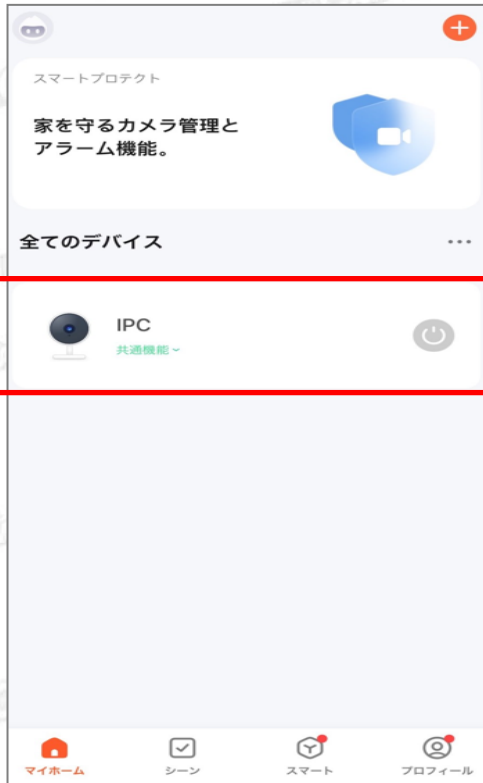 スマートプロテクト
家を守るカメラ管理と
アラーム機能。
全てのデバイス
IPC
共通機能
マイホーム
シーン
スマート
プロフィール